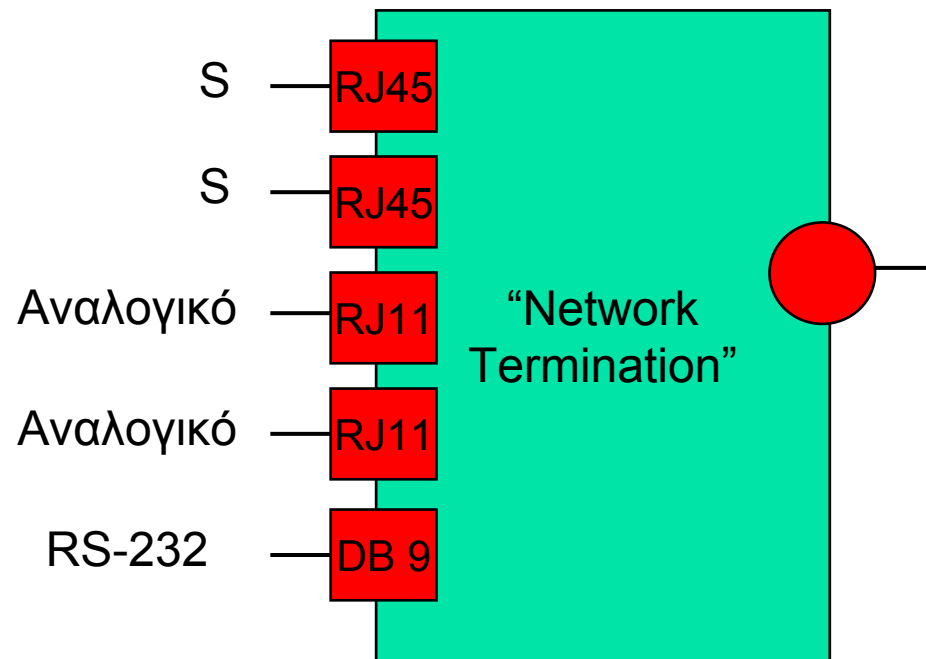 S
RJ45
S
RJ45
Αναλογικό
RJ11
“Network
Termination”
Αναλογικό
RJ11
RS-232
DB 9